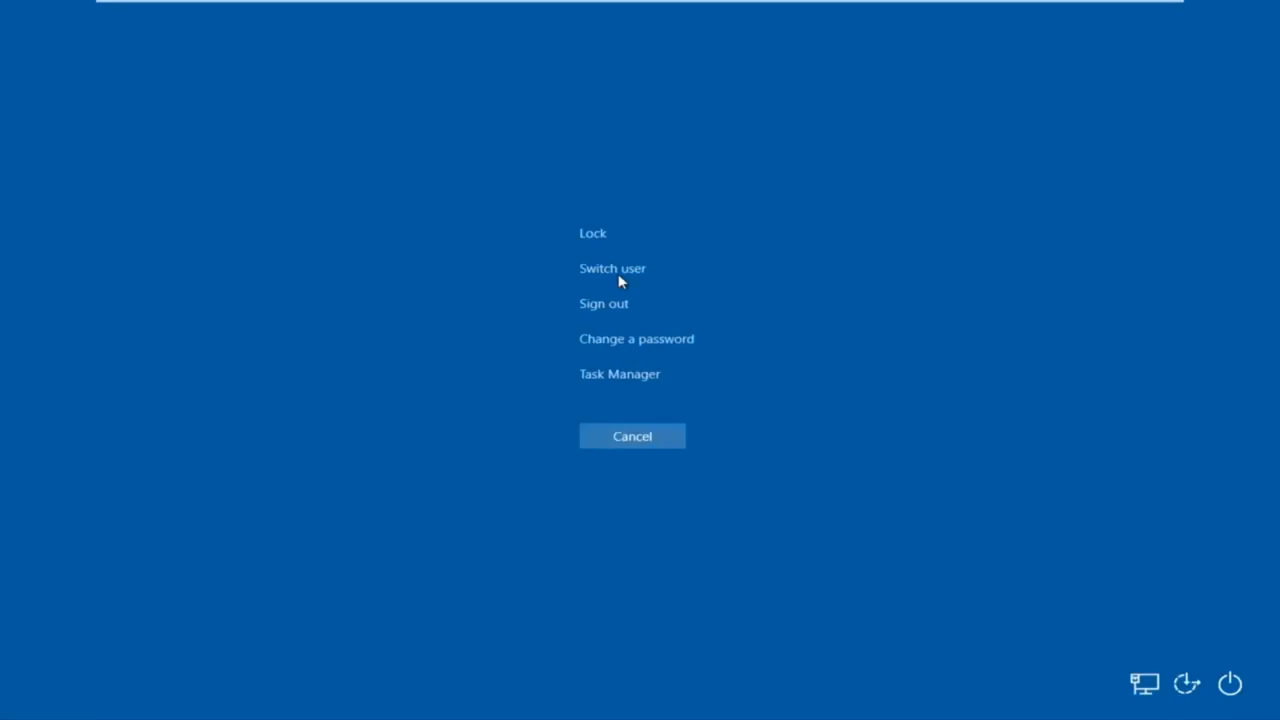 Lock
Switch user
Sign out
Change a password
Task Manager
Cancel